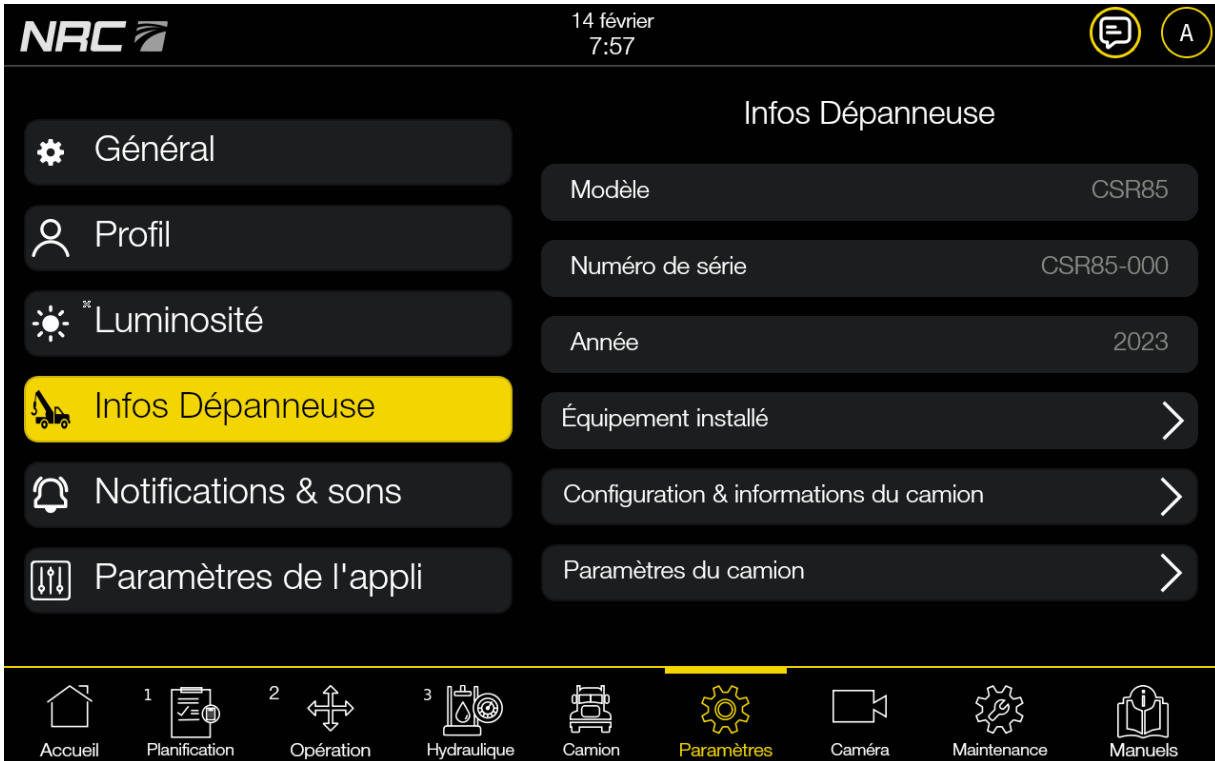 NRC
14 février
7:57
A
Général
Profil
Luminosité
Infos Dépanneuse
Notifications & sons
Paramètres de l'appli
Infos Dépanneuse
Modèle CSR85
Numéro de série CSR85-000
Année 2023
Équipement installé
Configuration & informations du camion
Paramètres du camion
Accueil
1 Planification
2 Opération
3 Hydraulique
Camion
Paramètres
Caméra
Maintenance
Manuels